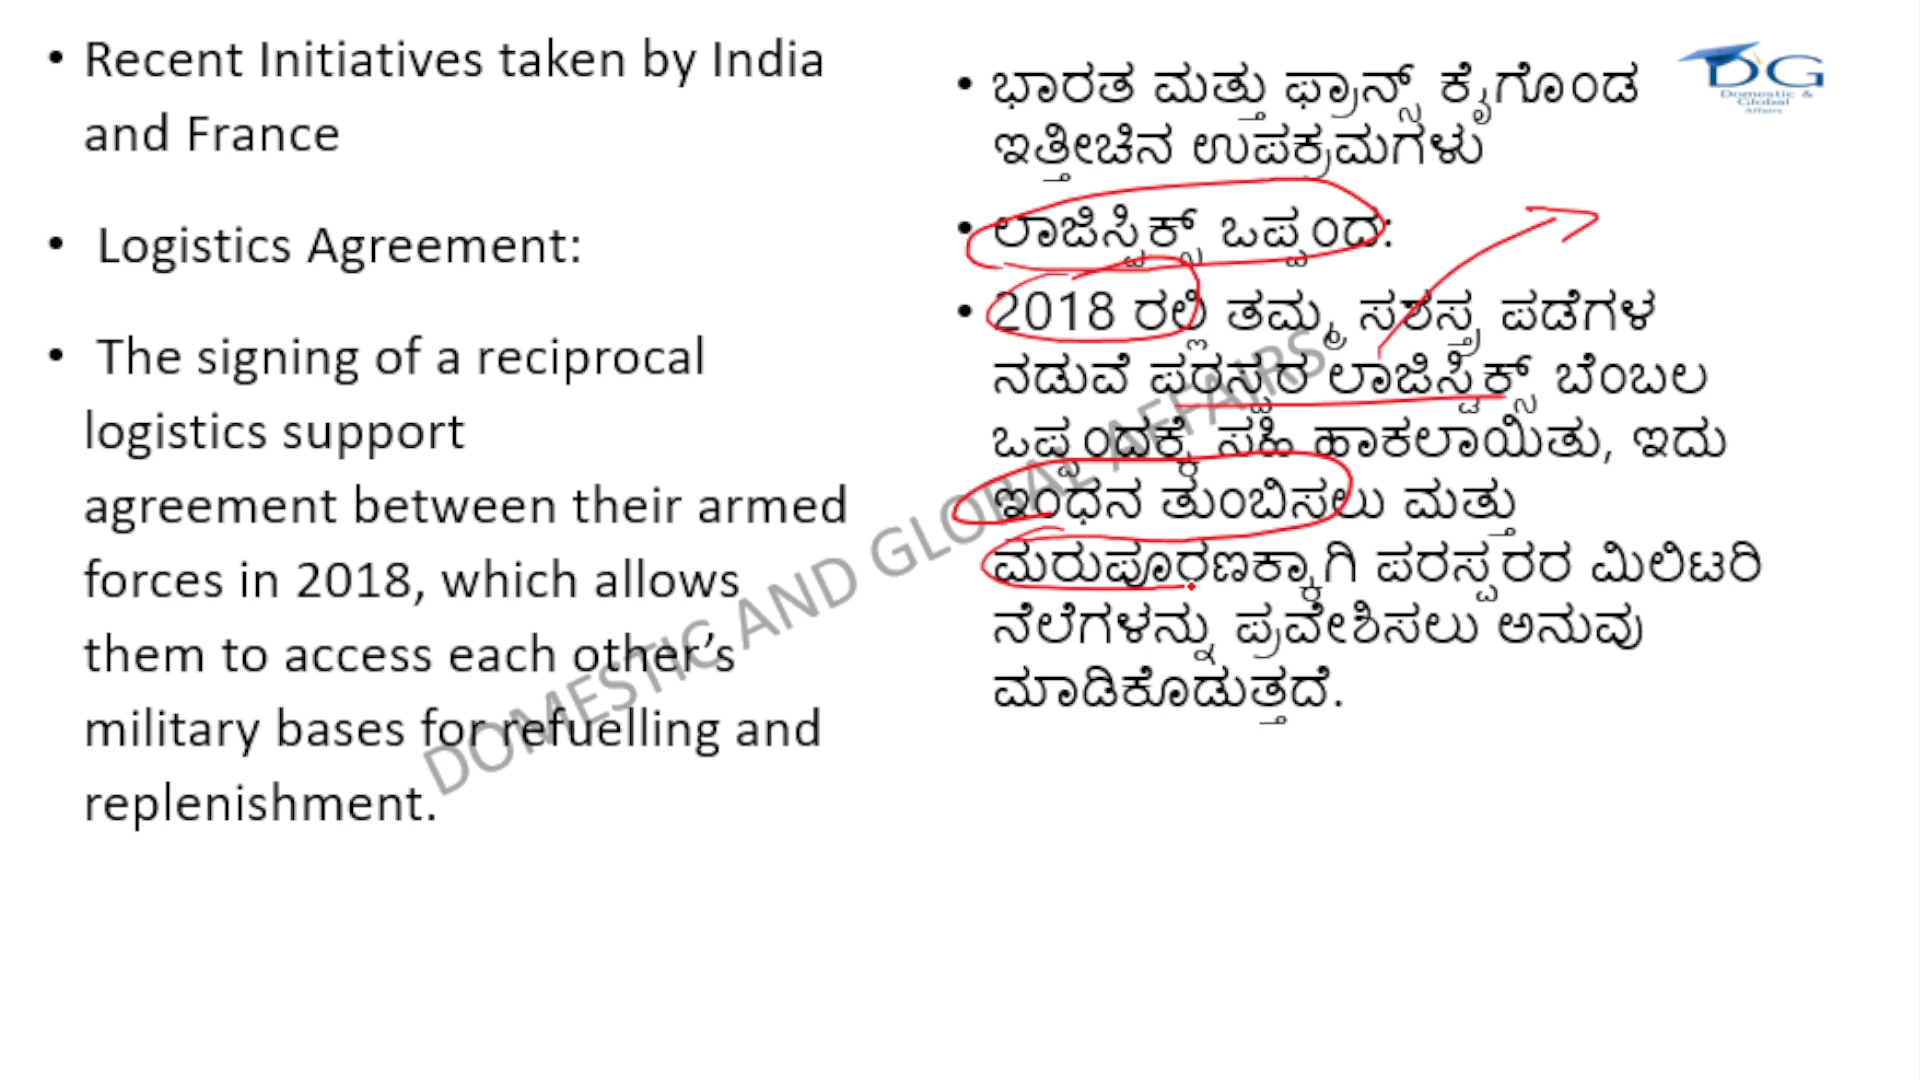 • Recent Initiatives taken by India
and France
• Logistics Agreement:
• The signing of a reciprocal
logistics support
agreement between their armed
forces in 2018, which allows
them to access each other’s
military bases for refuelling and
replenishment.
• ಭಾರತ ಮತ್ತು ಫ್ರಾನ್ಸ್ ಕೈಗೊಂಡ
ಇತ್ತೀಚಿನ ಉಪಕ್ರಮಗಳು
• ಲಾಜಿಸ್ಟಿಕ್ಸ್ ಒಪ್ಪಂದ:
• 2018 ರಲ್ಲಿ ತಮ್ಮ ಸಶಸ್ತ್ರ ಪಡೆಗಳ
ನಡುವೆ ಪರಸ್ಪರ ಲಾಜಿಸ್ಟಿಕ್ಸ್ ಬೆಂಬಲ
ಒಪ್ಪಂದಕ್ಕೆ ಸಹಿ ಹಾಕಲಾಯಿತು, ಇದು
ಇಂಧನ ತುಂಬಿಸಲು ಮತ್ತು
ಮರುಪೂರಣಕ್ಕಾಗಿ ಪರಸ್ಪರರ ಮಿಲಿಟರಿ
ನೆಲೆಗಳನ್ನು ಪ್ರವೇಶಿಸಲು ಅನುವು
ಮಾಡಿಕೊಡುತ್ತದೆ.
DG
Domestic &
Global
Affairs
DOMESTIC AND GLOBAL AFFAIRS